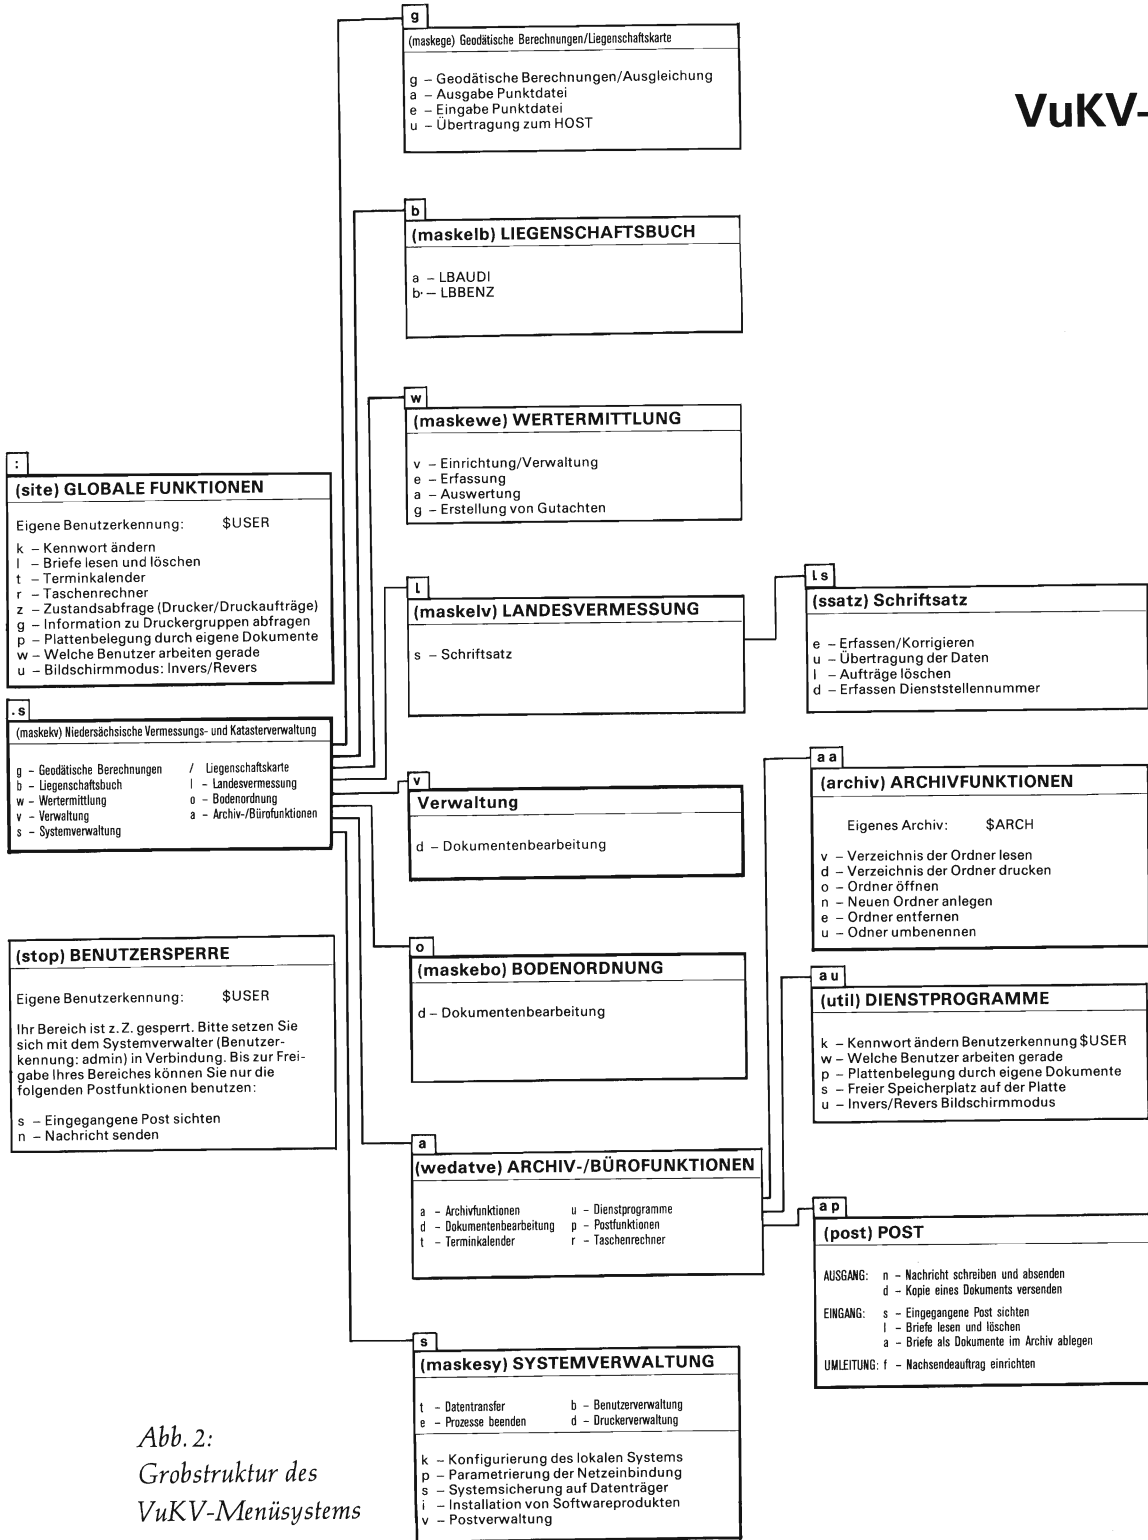 VuKV-
g
(maskege) Geodätische Berechnungen/Liegenschaftskarte
g – Geodätische Berechnungen/Ausgleichung
a – Ausgabe Punktdatei
e – Eingabe Punktdatei
u – Übertragung zum HOST
b
(maskelb) LIEGENSCHAFTSBUCH
a – LBAUDI
b·– LBBENZ
w
(maskewe) WERTERMITTLUNG
v – Einrichtung/Verwaltung
e – Erfassung
a – Auswertung
g – Erstellung von Gutachten
:
(site) GLOBALE FUNKTIONEN
Eigene Benutzerkennung: $USER
k – Kennwort ändern
l – Briefe lesen und löschen
t – Terminkalender
r – Taschenrechner
z – Zustandsabfrage (Drucker/Druckaufträge)
g – Information zu Druckergruppen abfragen
p – Plattenbelegung durch eigene Dokumente
w – Welche Benutzer arbeiten gerade
u – Bildschirmmodus: Invers/Revers
l
(maskelv) LANDESVERMESSUNG
s – Schriftsatz
ls
(ssatz) Schriftsatz
e – Erfassen/Korrigieren
u – Übertragung der Daten
l – Aufträge löschen
d – Erfassen Dienststellennummer
.s
(maskekv) Niedersächsische Vermessungs- und Katasterverwaltung
g – Geodätische Berechnungen / Liegenschaftskarte
b – Liegenschaftsbuch l – Landesvermessung
w – Wertermittlung o – Bodenordnung
v – Verwaltung a – Archiv-/Bürofunktionen
s – Systemverwaltung
v
Verwaltung
d – Dokumentenbearbeitung
aa
(archiv) ARCHIVFUNKTIONEN
Eigenes Archiv: $ARCH
v – Verzeichnis der Ordner lesen
d – Verzeichnis der Ordner drucken
o – Ordner öffnen
n – Neuen Ordner anlegen
e – Ordner entfernen
u – Odner umbenennen
(stop) BENUTZERSPERRE
Eigene Benutzerkennung: $USER
Ihr Bereich ist z. Z. gesperrt. Bitte setzen Sie
sich mit dem Systemverwalter (Benutzer-
kennung: admin) in Verbindung. Bis zur Frei-
gabe Ihres Bereiches können Sie nur die
folgenden Postfunktionen benutzen:
s – Eingegangene Post sichten
n – Nachricht senden
o
(maskebo) BODENORDNUNG
d – Dokumentenbearbeitung
au
(util) DIENSTPROGRAMME
k – Kennwort ändern Benutzerkennung $USER
w – Welche Benutzer arbeiten gerade
p – Plattenbelegung durch eigene Dokumente
s – Freier Speicherplatz auf der Platte
u – Invers/Revers Bildschirmmodus
a
(wedatve) ARCHIV-/BÜROFUNKTIONEN
a – Archivfunktionen u – Dienstprogramme
d – Dokumentenbearbeitung p – Postfunktionen
t – Terminkalender r – Taschenrechner
ap
(post) POST
AUSGANG: n – Nachricht schreiben und absenden
d – Kopie eines Dokuments versenden
EINGANG: s – Eingegangene Post sichten
l – Briefe lesen und löschen
a – Briefe als Dokumente im Archiv ablegen
UMLEITUNG: f – Nachsendeauftrag einrichten
s
(maskesy) SYSTEMVERWALTUNG
t – Datentransfer b – Benutzerverwaltung
e – Prozesse beenden d – Druckerverwaltung
k – Konfigurierung des lokalen Systems
p – Parametrierung der Netzeinbindung
s – Systemsicherung auf Datenträger
i – Installation von Softwareprodukten
v – Postverwaltung
Abb. 2:
Grobstruktur des
VuKV-Menüsystems